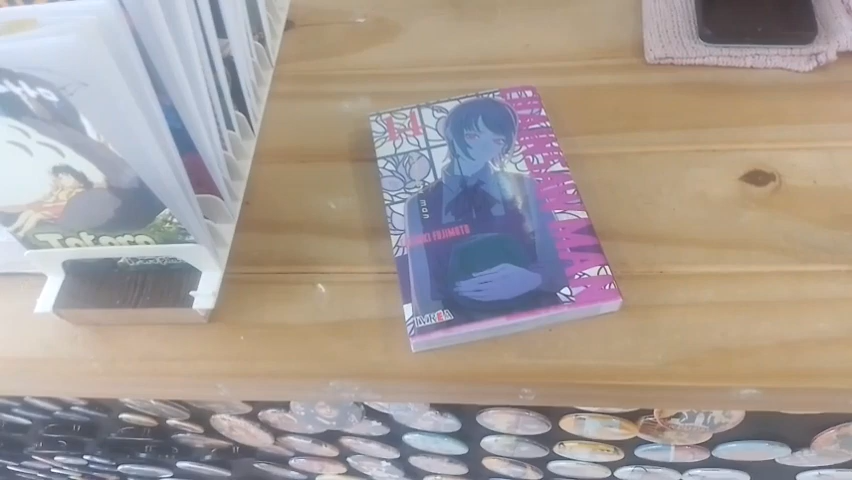 Totoro
14
CHAINSAW MAN
TATSUKI FUJIMOTO
IVREA